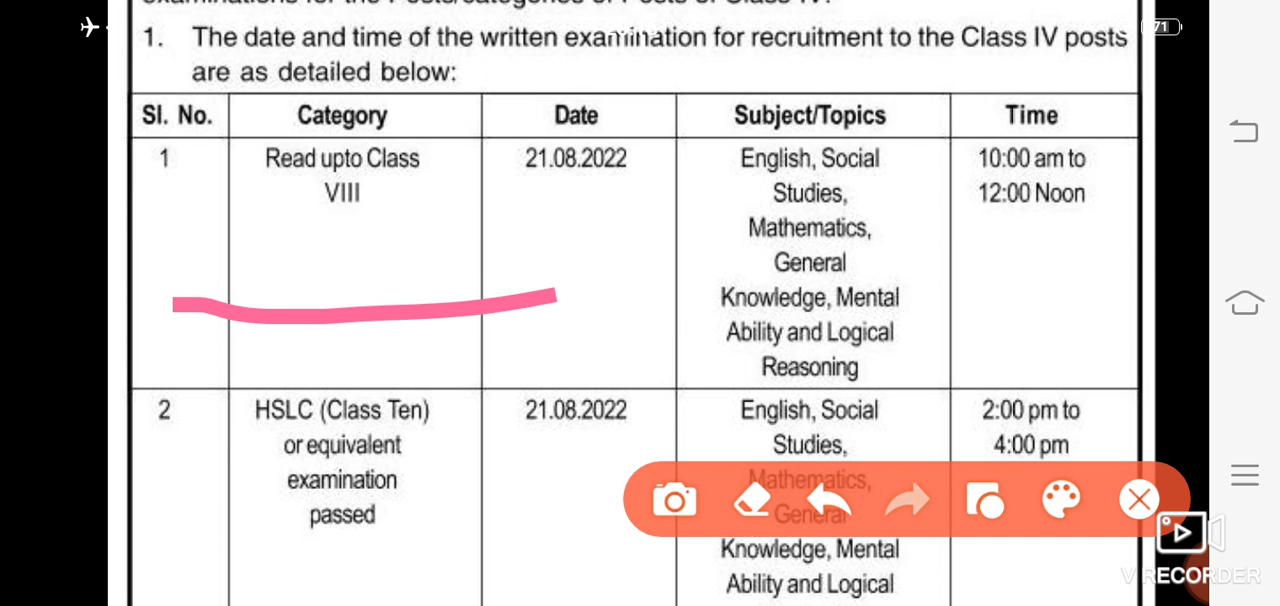 1. The date and time of the written examination for recruitment to the Class IV posts
are as detailed below:
Sl. No. Category Date Subject/Topics Time
1 Read upto Class 21.08.2022 English, Social 10:00 am to
VIII Studies, 12:00 Noon
Mathematics,
General
Knowledge, Mental
Ability and Logical
Reasoning
2 HSLC (Class Ten) 21.08.2022 English, Social 2:00 pm to
or equivalent Studies, 4:00 pm
examination Mathematics,
passed General
Knowledge, Mental
Ability and Logical
71
V RECORDER